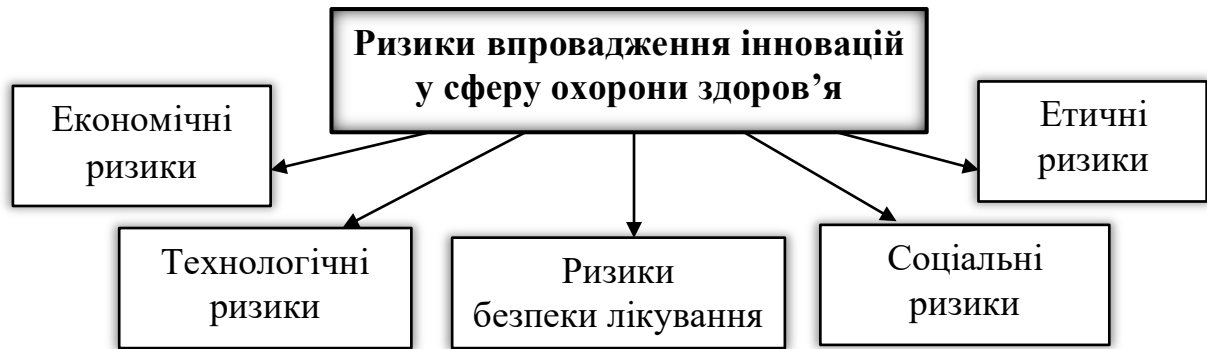 Ризики впровадження інновацій
у сферу охорони здоров’я
Економічні
ризики
Етичні
ризики
Технологічні
ризики
Ризики
безпеки лікування
Соціальні
ризики